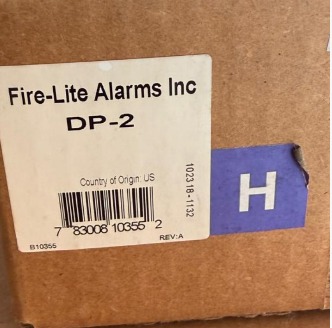 Fire-Lite Alarms Inc
DP-2
Country of Origin: US
102318-1132
7 83008 10355 2
REV:A
B10355
H